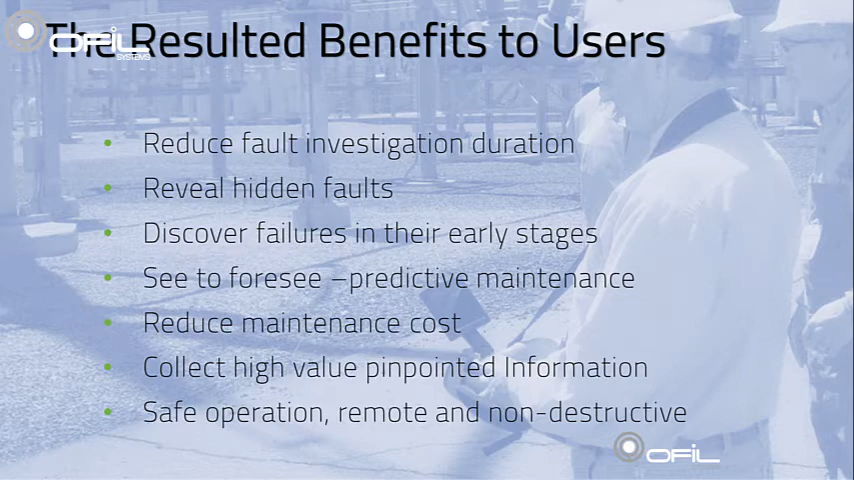 The Resulted Benefits to Users
OFiL
SYSTEMS
• Reduce fault investigation duration
• Reveal hidden faults
• Discover failures in their early stages
• See to foresee –predictive maintenance
• Reduce maintenance cost
• Collect high value pinpointed Information
• Safe operation, remote and non-destructive
OFiL